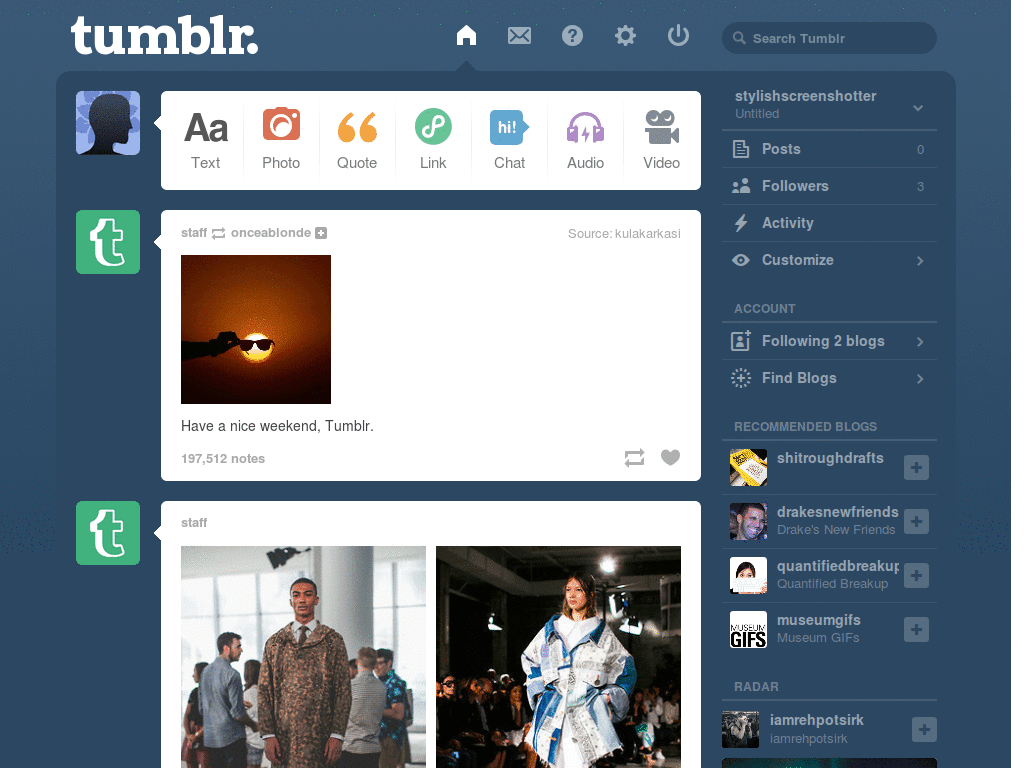 tumblr.
Search Tumblr
Aa
Text
Photo
Quote
Link
hi!
Chat
Audio
Video
staff onceablonde
Source: kulakarkasi
Have a nice weekend, Tumblr.
197,512 notes
staff
stylishscreenshotter
Untitled
Posts 0
Followers 3
Activity
Customize
ACCOUNT
Following 2 blogs
Find Blogs
RECOMMENDED BLOGS
shitroughdrafts
drakesnewfriends
Drake's New Friends
quantifiedbreakup
Quantified Breakup
MUSEUM
GIFS
museumgifs
Museum GIFs
RADAR
iamrehpotsirk
iamrehpotsirk